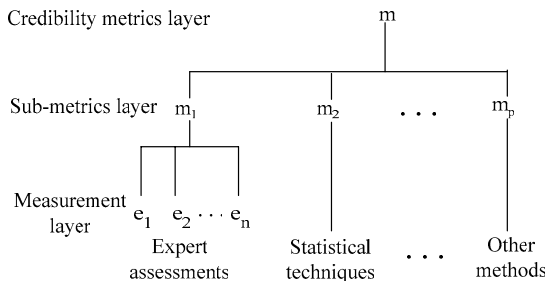 Credibility metrics layer m
Sub-metrics layer m₁ m₂ · · · mₚ
Measurement layer e₁ e₂ · · · eₙ
Expert assessments
Statistical techniques
· · ·
Other methods